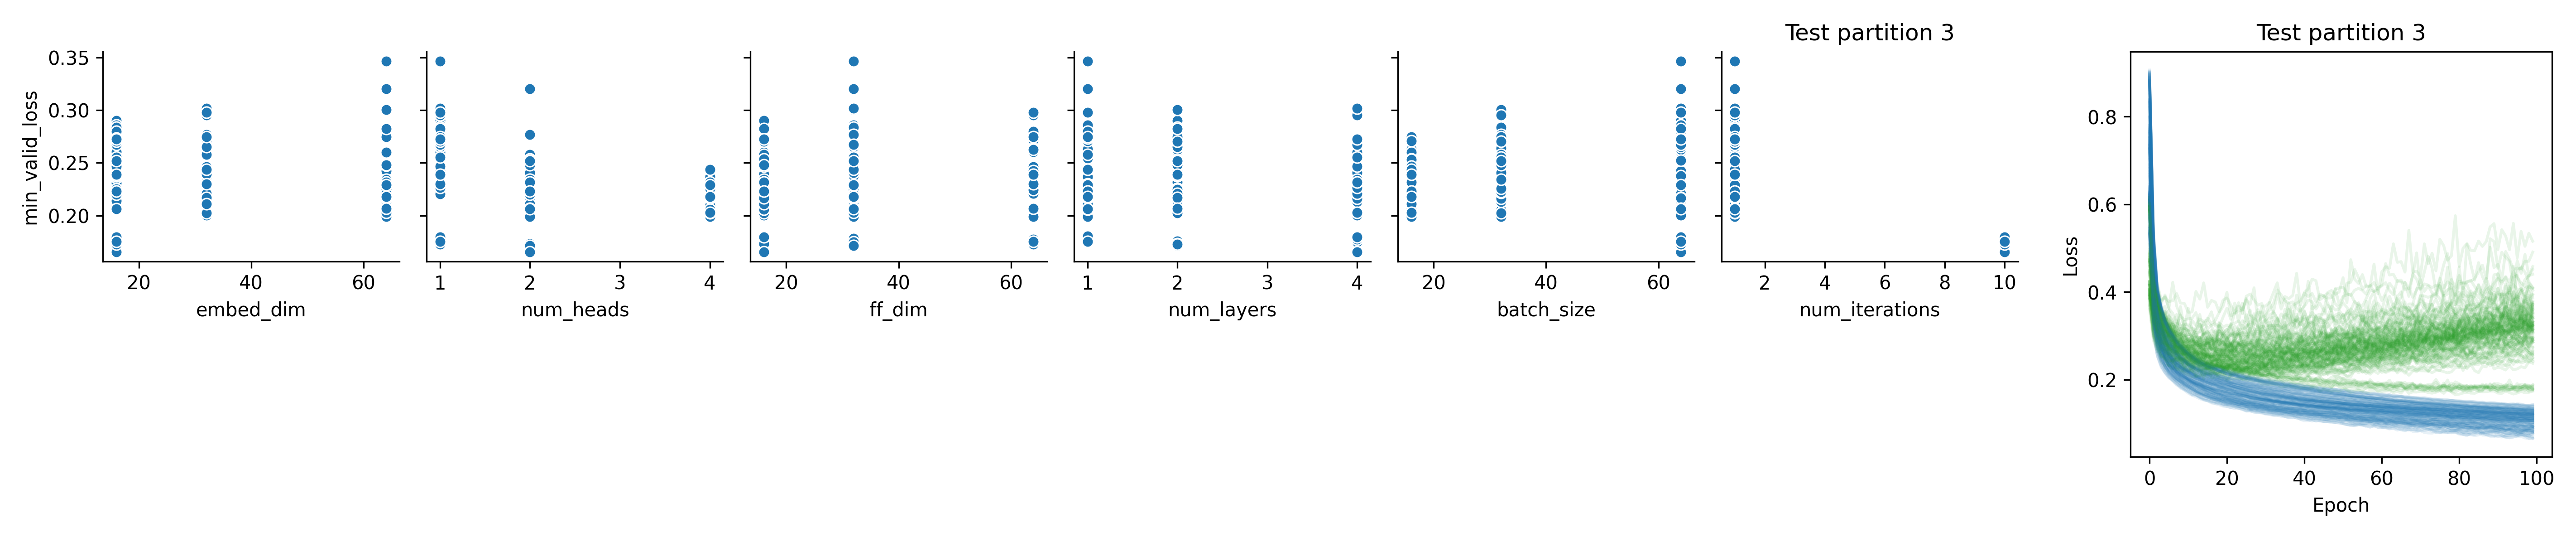 Test partition 3
Test partition 3
min_valid_loss
0.35
0.30
0.25
0.20
20 40 60
embed_dim
1 2 3 4
num_heads
20 40 60
ff_dim
1 2 3 4
num_layers
20 40 60
batch_size
2 4 6 8 10
num_iterations
Loss
0.8
0.6
0.4
0.2
0 20 40 60 80 100
Epoch